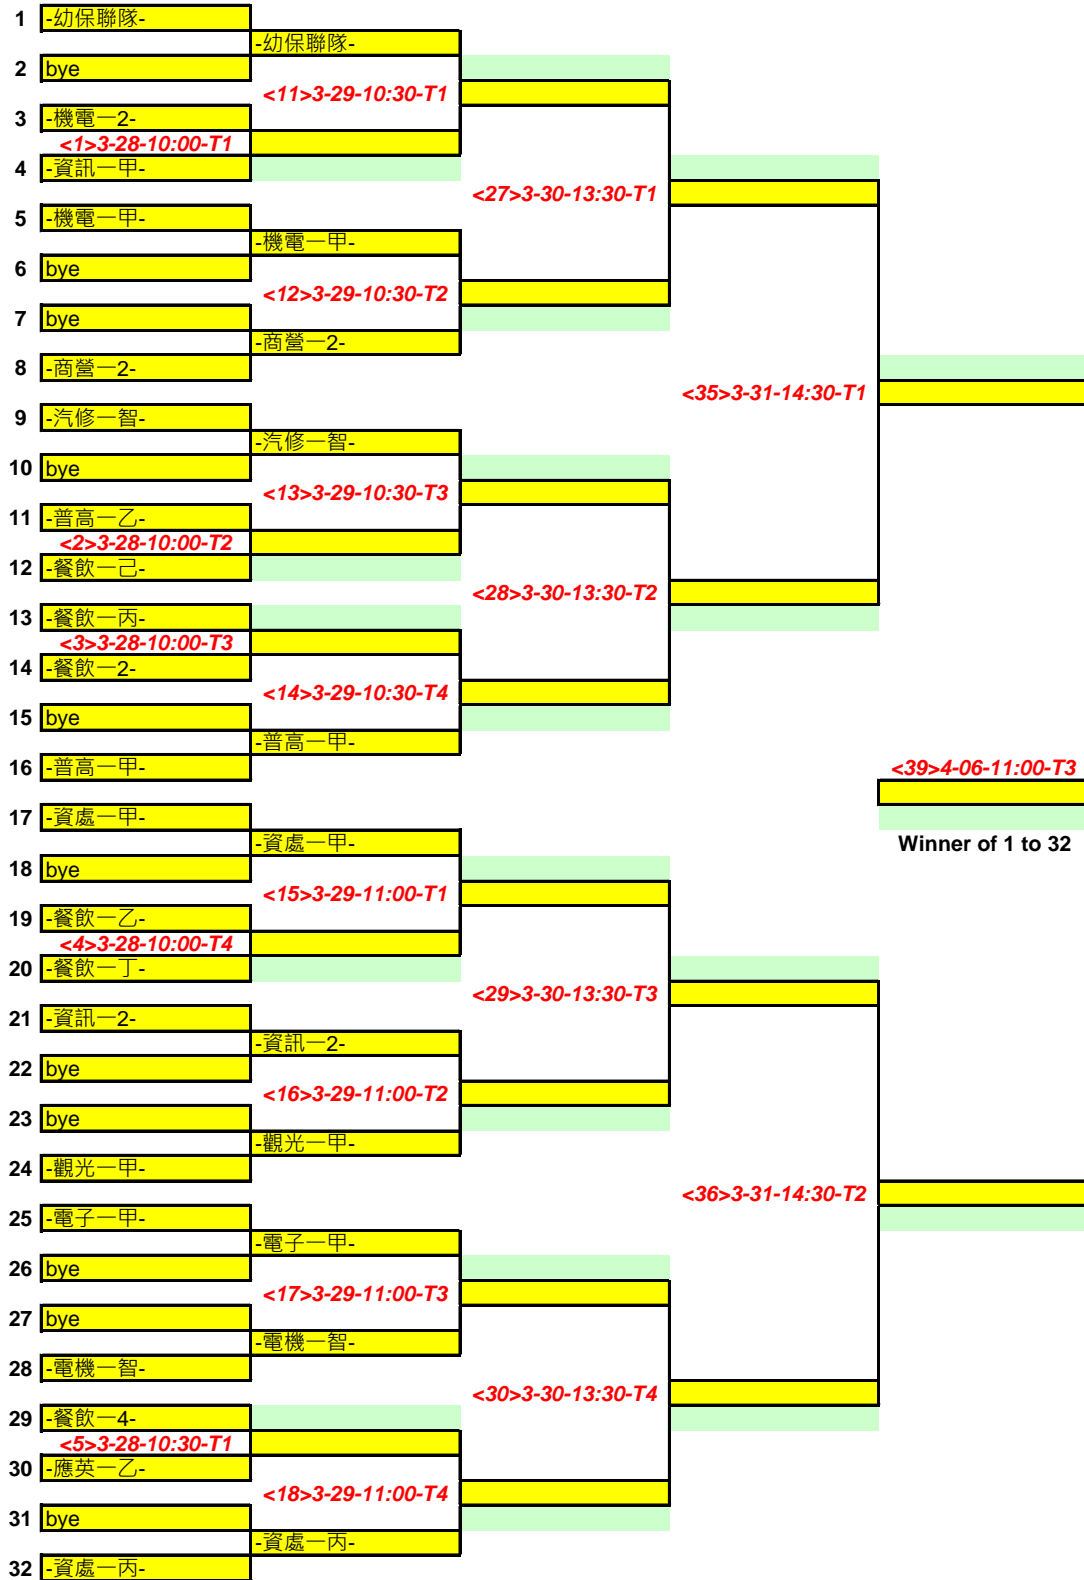 1 -幼保聯隊-
-幼保聯隊-
2 bye
<11>3-29-10:30-T1
3 -機電一2-
<1>3-28-10:00-T1
4 -資訊一甲-
<27>3-30-13:30-T1
5 -機電一甲-
-機電一甲-
6 bye
<12>3-29-10:30-T2
7 bye
-商營一2-
8 -商營一2-
<35>3-31-14:30-T1
9 -汽修一智-
-汽修一智-
10 bye
<13>3-29-10:30-T3
11 -普高一乙-
<2>3-28-10:00-T2
12 -餐飲一己-
<28>3-30-13:30-T2
13 -餐飲一丙-
<3>3-28-10:00-T3
14 -餐飲一2-
<14>3-29-10:30-T4
15 bye
-普高一甲-
16 -普高一甲-
<39>4-06-11:00-T3
17 -資處一甲-
-資處一甲-
Winner of 1 to 32
18 bye
<15>3-29-11:00-T1
19 -餐飲一乙-
<4>3-28-10:00-T4
20 -餐飲一丁-
<29>3-30-13:30-T3
21 -資訊一2-
-資訊一2-
22 bye
<16>3-29-11:00-T2
23 bye
-觀光一甲-
24 -觀光一甲-
<36>3-31-14:30-T2
25 -電子一甲-
-電子一甲-
26 bye
<17>3-29-11:00-T3
27 bye
-電機一智-
28 -電機一智-
<30>3-30-13:30-T4
29 -餐飲一4-
<5>3-28-10:30-T1
30 -應英一乙-
<18>3-29-11:00-T4
31 bye
-資處一丙-
32 -資處一丙-